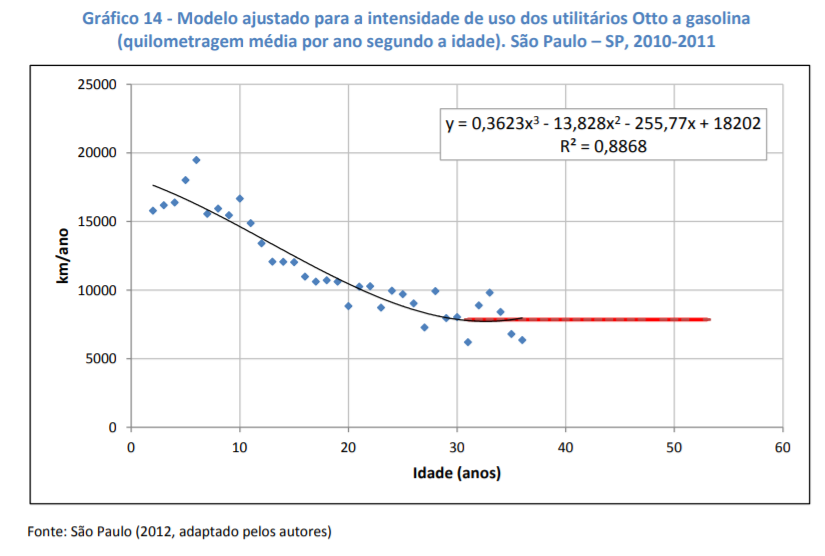 Gráfico 14 - Modelo ajustado para a intensidade de uso dos utilitários Otto a gasolina
(quilometragem média por ano segundo a idade). São Paulo – SP, 2010-2011
25000
y = 0,3623x³ - 13,828x² - 255,77x + 18202
R² = 0,8868
20000
15000
km/ano
10000
5000
0
0 10 20 30 40 50 60
Idade (anos)
Fonte: São Paulo (2012, adaptado pelos autores)